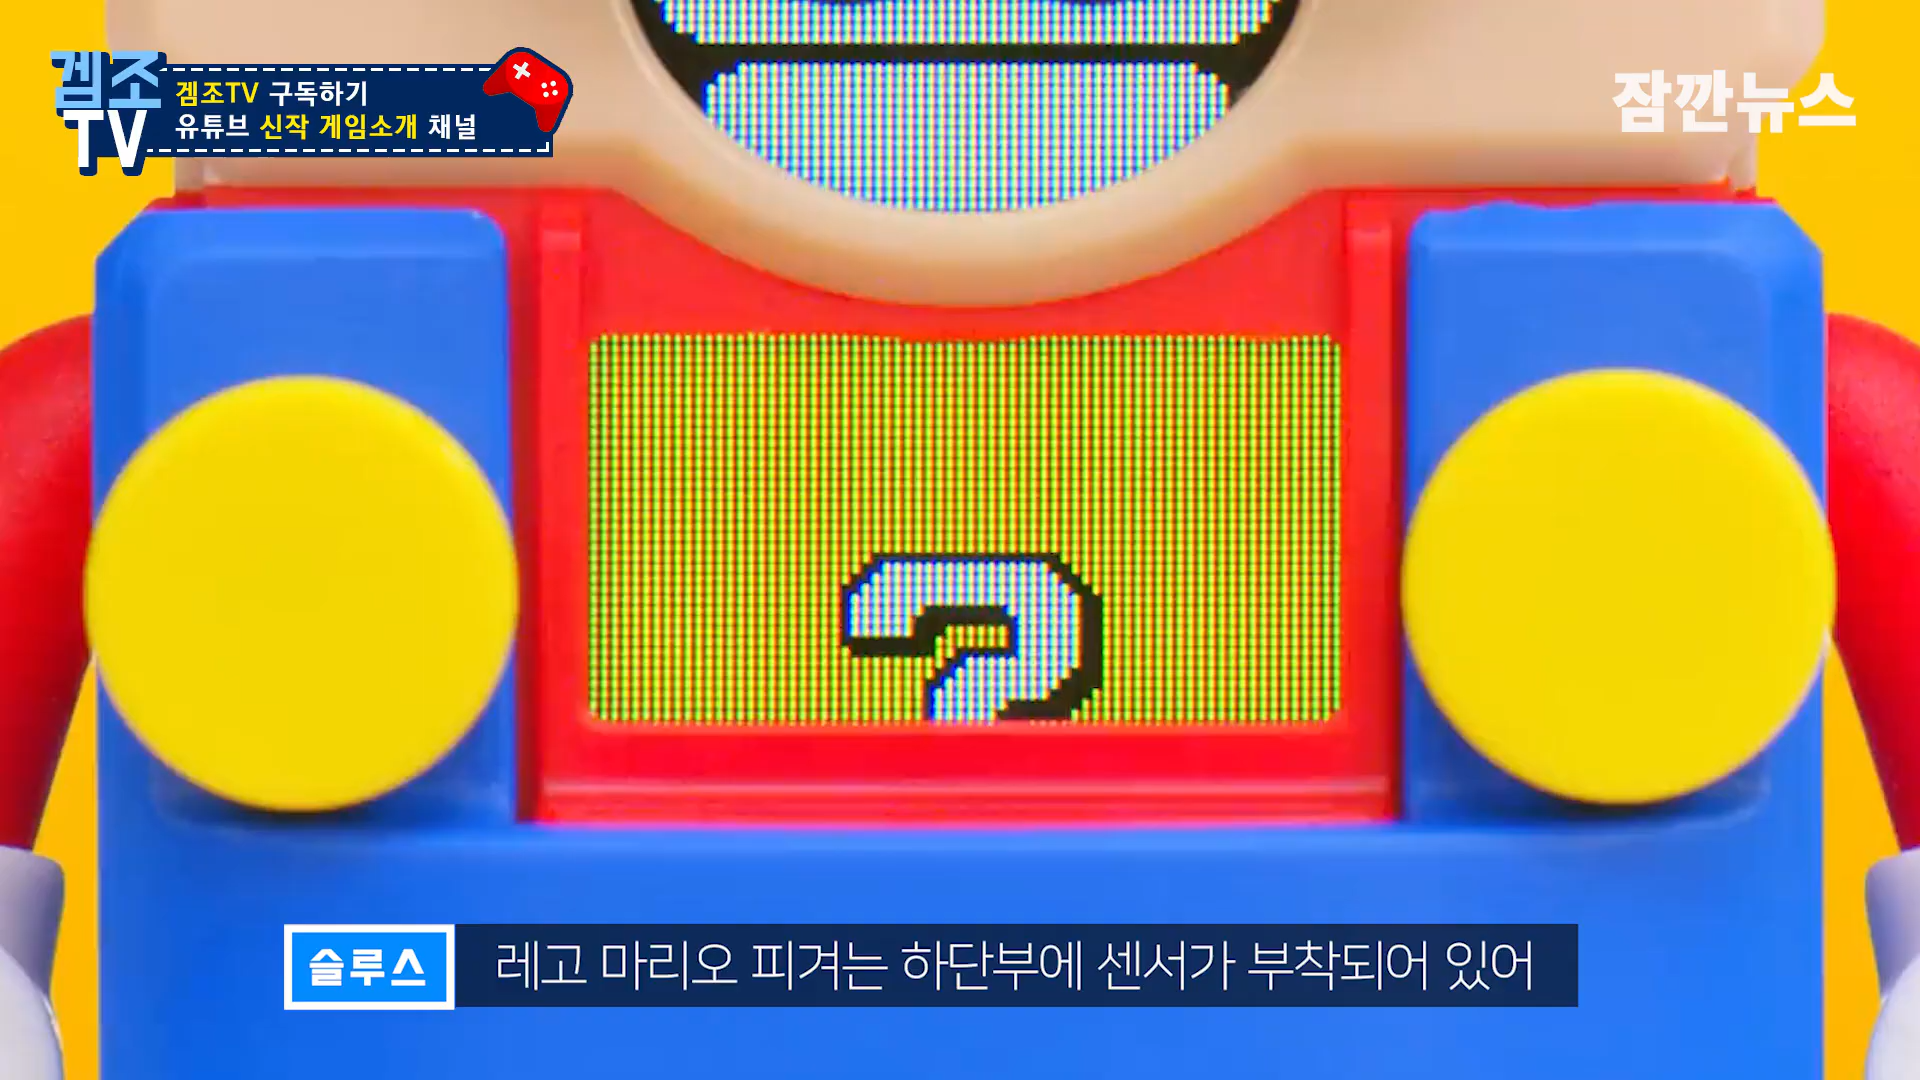 겜조
TV
겜조TV 구독하기
유튜브 신작 게임소개 채널
잠깐뉴스
?
슬루스
레고 마리오 피겨는 하단부에 센서가 부착되어 있어